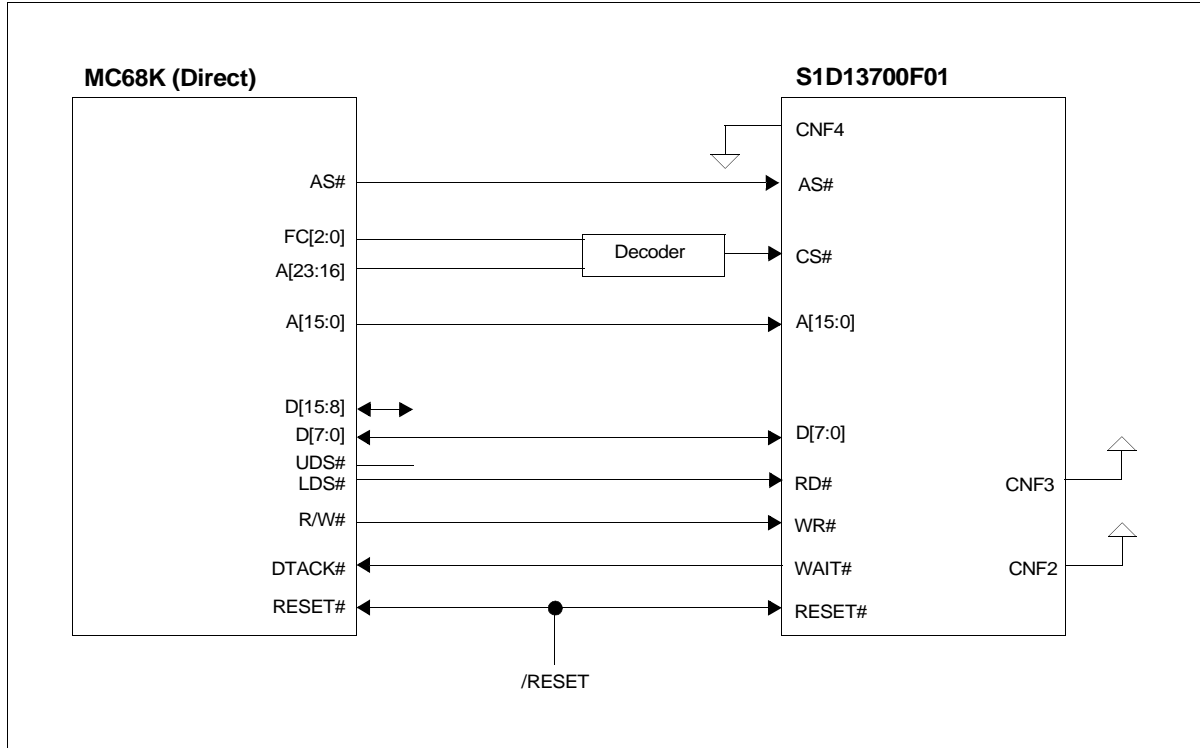 MC68K (Direct)
S1D13700F01
CNF4
AS#
AS#
FC[2:0]
Decoder
CS#
A[23:16]
A[15:0]
A[15:0]
D[15:8]
D[7:0]
D[7:0]
UDS#
LDS#
RD#
CNF3
R/W#
WR#
DTACK#
WAIT#
CNF2
RESET#
RESET#
/RESET